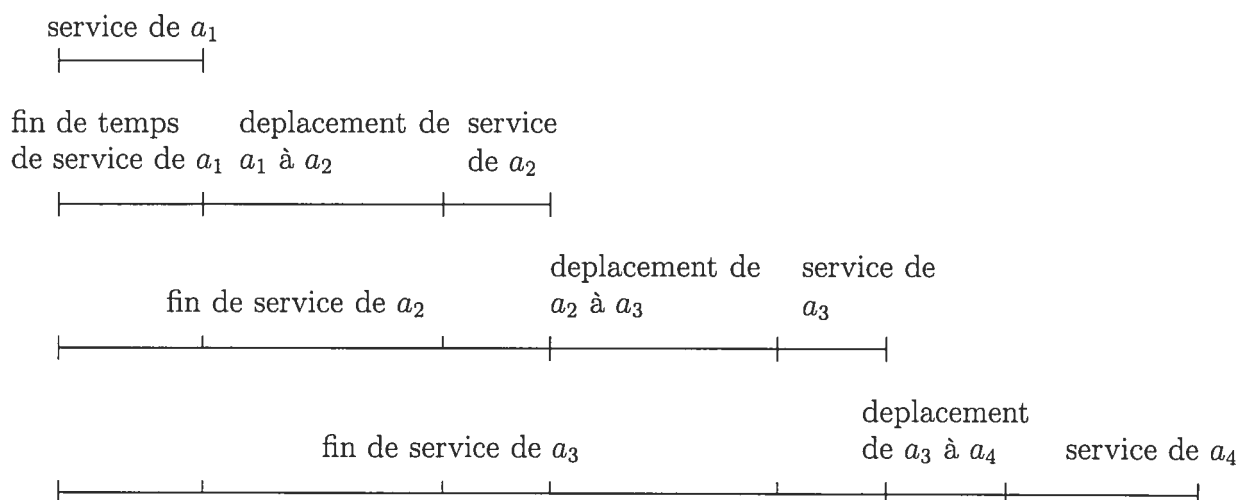 service de a₁
fin de temps
de service de a₁
deplacement de
a₁ à a₂
service
de a₂
fin de service de a₂
deplacement de
a₂ à a₃
service de
a₃
fin de service de a₃
deplacement
de a₃ à a₄
service de a₄